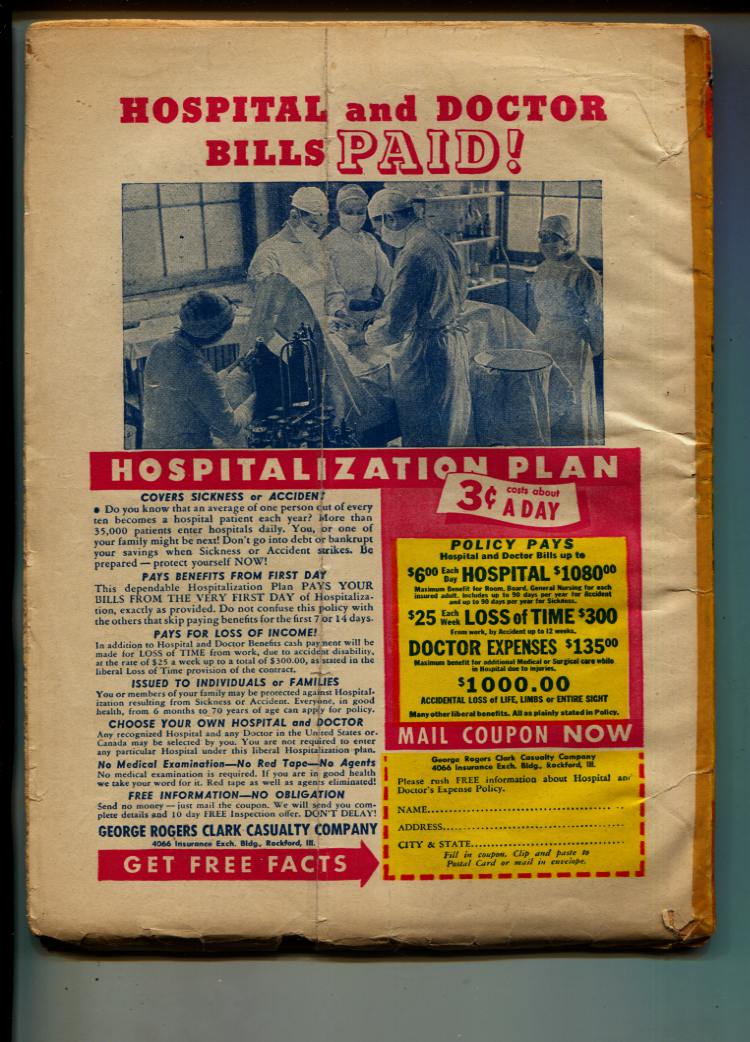 HOSPITAL and DOCTOR
BILLS PAID!
HOSPITALIZATION PLAN
COVERS SICKNESS or ACCIDENT
• Do you know that an average of one person out of every
ten becomes a hospital patient each year? More than
35,000 patients enter hospitals daily. You, or one of
your family might be next! Don't go into debt or bankrupt
your savings when Sickness or Accident strikes. Be
prepared — protect yourself NOW!
PAYS BENEFITS FROM FIRST DAY
This dependable Hospitalization Plan PAYS YOUR
BILLS FROM THE VERY FIRST DAY of Hospitaliza-
tion, exactly as provided. Do not confuse this policy with
the others that skip paying benefits for the first 7 or 14 days.
PAYS FOR LOSS OF INCOME!
In addition to Hospital and Doctor Benefits cash payment will be
made for LOSS of TIME from work, due to accident disability,
at the rate of $25 a week up to a total of $300.00, as stated in the
liberal Loss of Time provision of the contract.
ISSUED TO INDIVIDUALS or FAMILIES
You or members of your family may be protected against Hospital-
ization resulting from Sickness or Accident. Everyone, in good
health, from 6 months to 70 years of age can apply for policy.
CHOOSE YOUR OWN HOSPITAL and DOCTOR
Any recognized Hospital and any Doctor in the United States or
Canada may be selected by you. You are not required to enter
any particular Hospital under this liberal Hospitalization plan.
No Medical Examination—No Red Tape—No Agents
No medical examination is required. If you are in good health
we take your word for it. Red tape as well as agents eliminated!
FREE INFORMATION—NO OBLIGATION
Send no money — just mail the coupon. We will send you com-
plete details and 10 day FREE Inspection offer. DON'T DELAY!
GEORGE ROGERS CLARK CASUALTY COMPANY
4066 Insurance Exch. Bldg., Rockford, Ill.
GET FREE FACTS
3¢ costs about
A DAY
POLICY PAYS
Hospital and Doctor Bills up to
$6⁰⁰ Each Day HOSPITAL $1080⁰⁰
Maximum Benefit for Room, Board, General Nursing for each
insured adult. Includes up to 90 days per year for Accident
and up to 90 days per year for Sickness.
$25 Each Week LOSS of TIME $300
From work, by Accident up to 12 weeks.
DOCTOR EXPENSES $135⁰⁰
Maximum benefit for additional Medical or Surgical care while
in Hospital due to injuries.
$1000.00
ACCIDENTAL LOSS of LIFE, LIMBS or ENTIRE SIGHT
Many other liberal benefits. All as plainly stated in Policy.
MAIL COUPON NOW
George Rogers Clark Casualty Company
4066 Insurance Exch. Bldg., Rockford, Ill.
Please rush FREE information about Hospital and
Doctor's Expense Policy.
NAME
ADDRESS
CITY & STATE
Fill in coupon. Clip and paste to
Postal Card or mail in envelope.